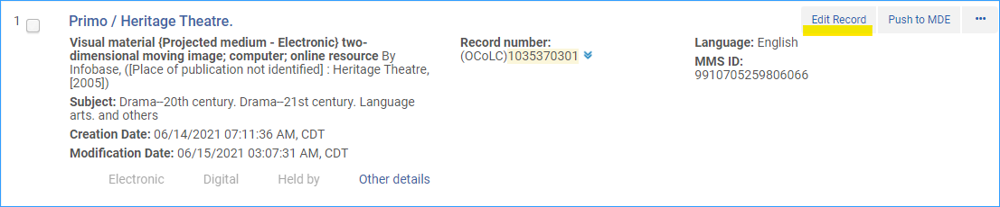 1 Primo / Heritage Theatre. Edit Record Push to MDE •••
Visual material {Projected medium - Electronic} two-
dimensional moving image; computer; online resource By
Infobase, ([Place of publication not identified] : Heritage Theatre,
[2005])
Subject: Drama--20th century. Drama--21st century. Language
arts. and others
Creation Date: 06/14/2021 07:11:36 AM, CDT
Modification Date: 06/15/2021 03:07:31 AM, CDT
Record number:
(OCoLC)1035370301
Language: English
MMS ID:
9910705259806066
Electronic Digital Held by Other details